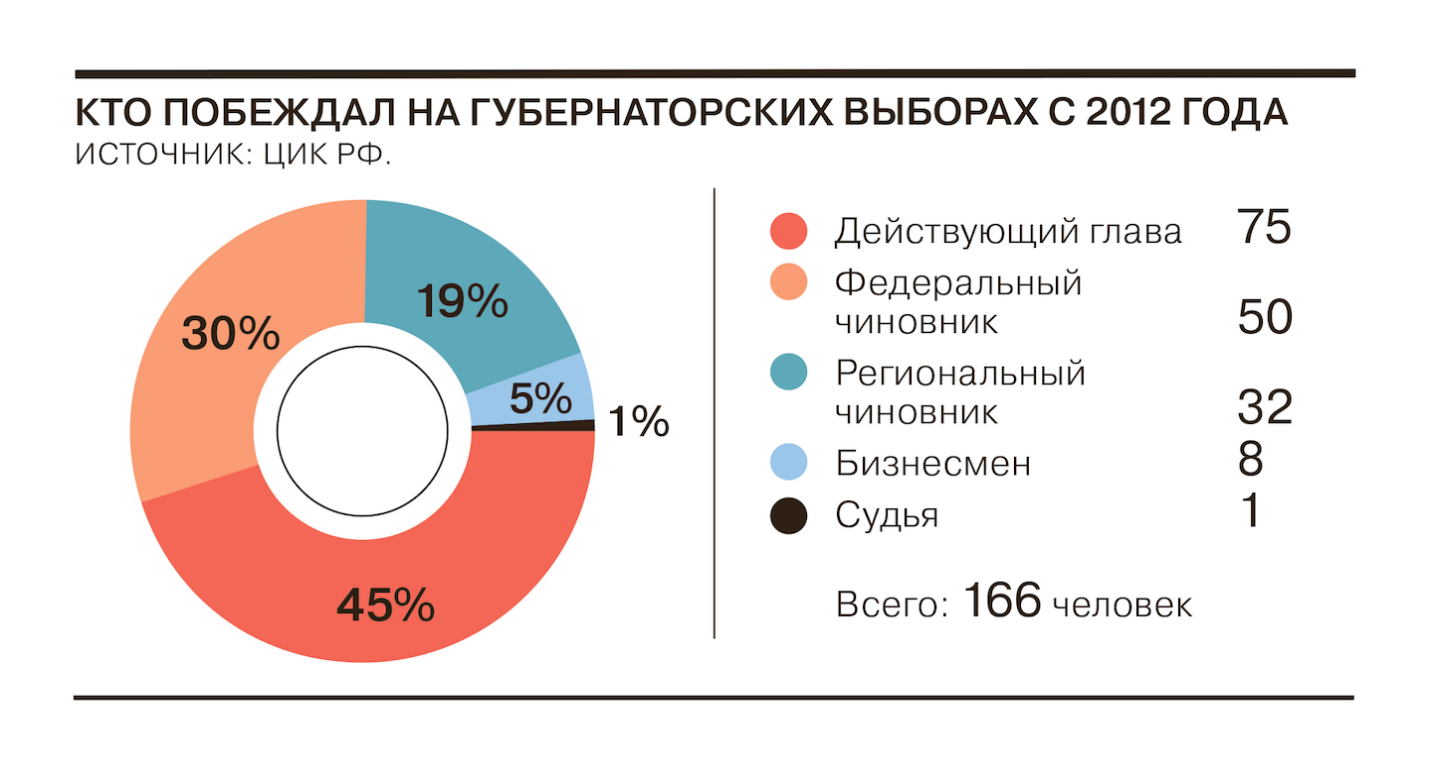 КТО ПОБЕЖДАЛ НА ГУБЕРНАТОРСКИХ ВЫБОРАХ С 2012 ГОДА
ИСТОЧНИК: ЦИК РФ.
30%
19%
5%
1%
45%
Действующий глава 75
Федеральный
чиновник 50
Региональный
чиновник 32
Бизнесмен 8
Судья 1
Всего: 166 человек